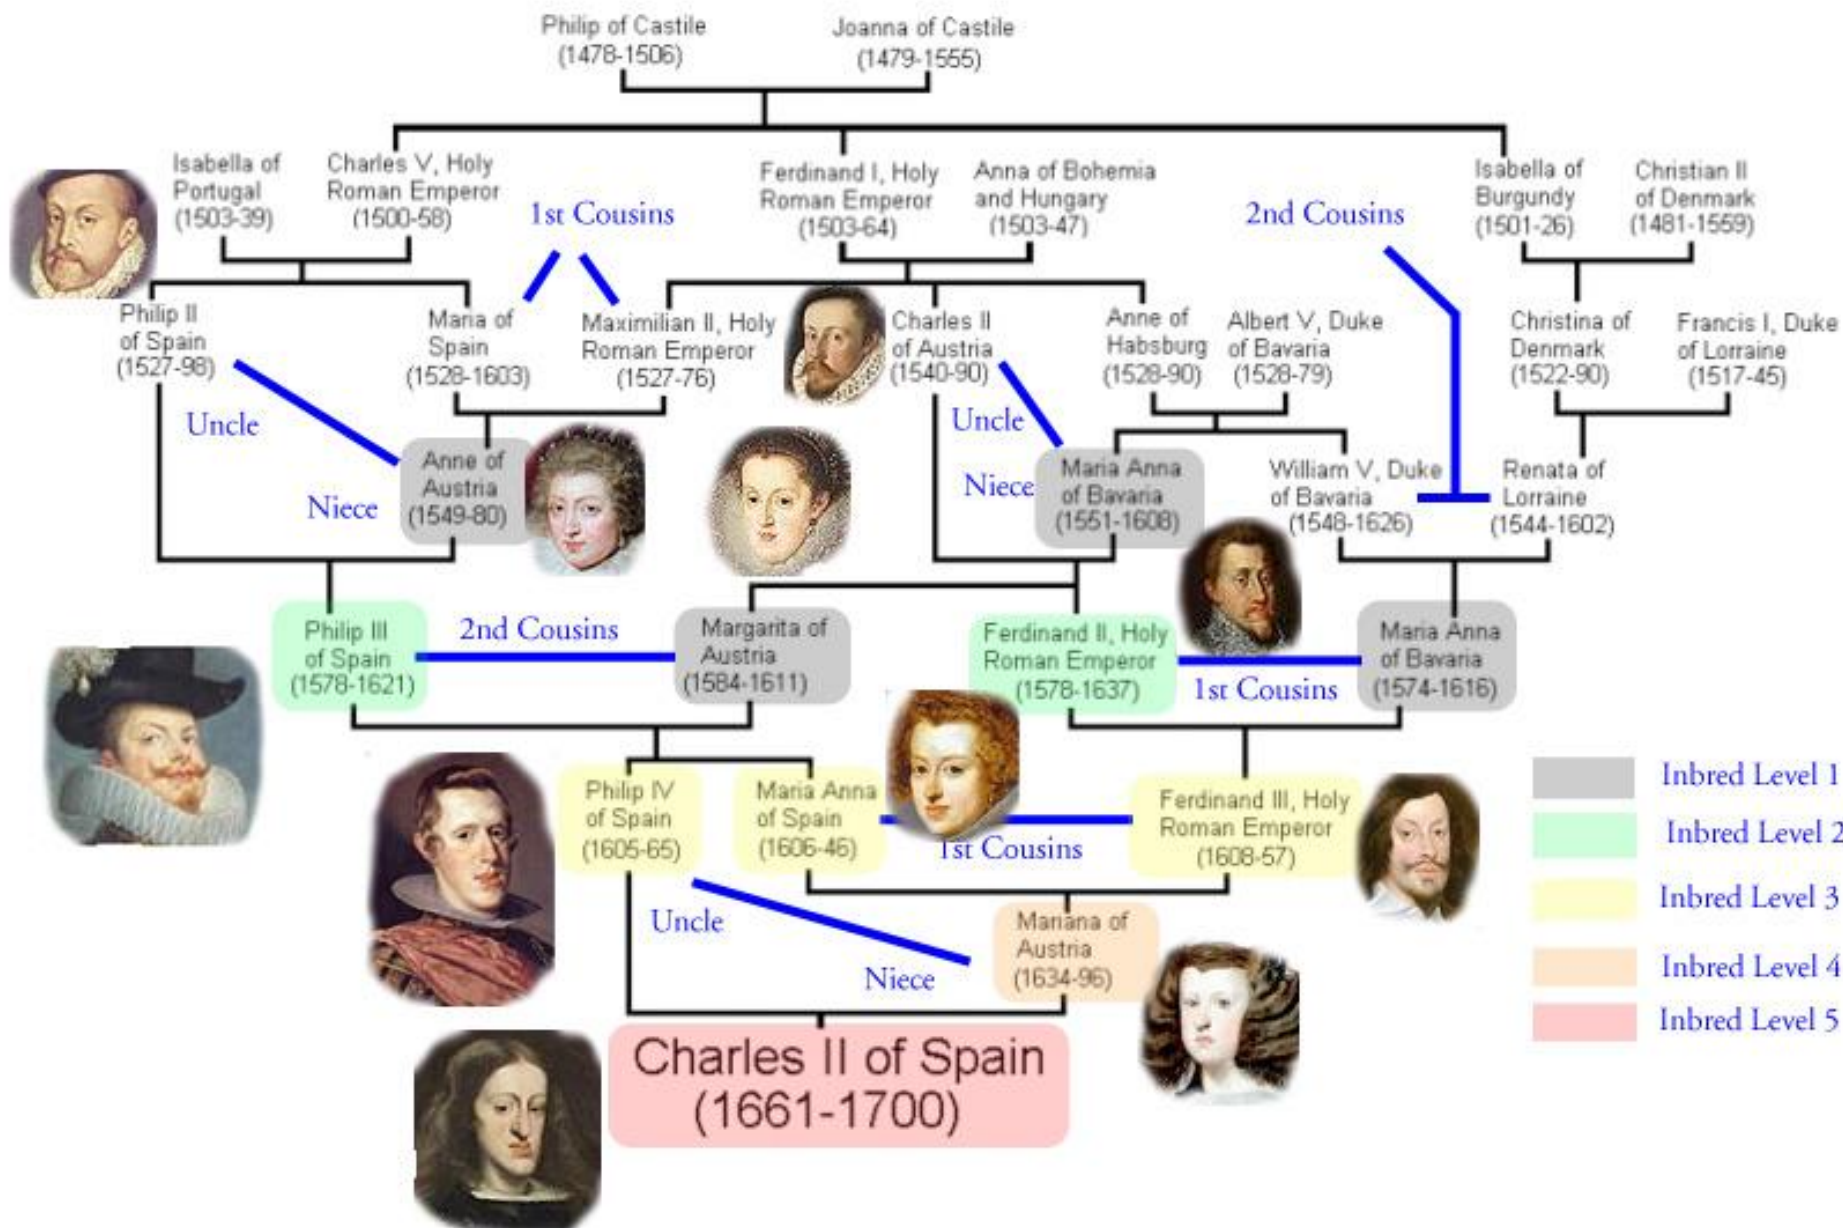 Philip of Castile
(1478-1506)
Joanna of Castile
(1479-1555)
Isabella of
Portugal
(1503-39)
Charles V, Holy
Roman Emperor
(1500-58)
1st Cousins
Ferdinand I, Holy
Roman Emperor
(1503-64)
Anna of Bohemia
and Hungary
(1503-47)
2nd Cousins
Isabella of
Burgundy
(1501-26)
Christian II
of Denmark
(1481-1559)
Philip II
of Spain
(1527-98)
Maria of
Spain
(1528-1603)
Maximilian II, Holy
Roman Emperor
(1527-76)
Charles II
of Austria
(1540-90)
Anne of
Habsburg
(1528-90)
Albert V, Duke
of Bavaria
(1528-79)
Christina of
Denmark
(1522-90)
Francis I, Duke
of Lorraine
(1517-45)
Uncle
Niece
Anne of
Austria
(1549-80)
Uncle
Niece
Maria Anna
of Bavaria
(1551-1608)
William V, Duke
of Bavaria
(1548-1626)
Renata of
Lorraine
(1544-1602)
Philip III
of Spain
(1578-1621)
2nd Cousins
Margarita of
Austria
(1584-1611)
Ferdinand II, Holy
Roman Emperor
(1578-1637)
1st Cousins
Maria Anna
of Bavaria
(1574-1616)
Philip IV
of Spain
(1605-65)
Maria Anna
of Spain
(1606-46)
1st Cousins
Ferdinand III, Holy
Roman Emperor
(1608-57)
Uncle
Niece
Mariana of
Austria
(1634-96)
Charles II of Spain
(1661-1700)
Inbred Level 1
Inbred Level 2
Inbred Level 3
Inbred Level 4
Inbred Level 5